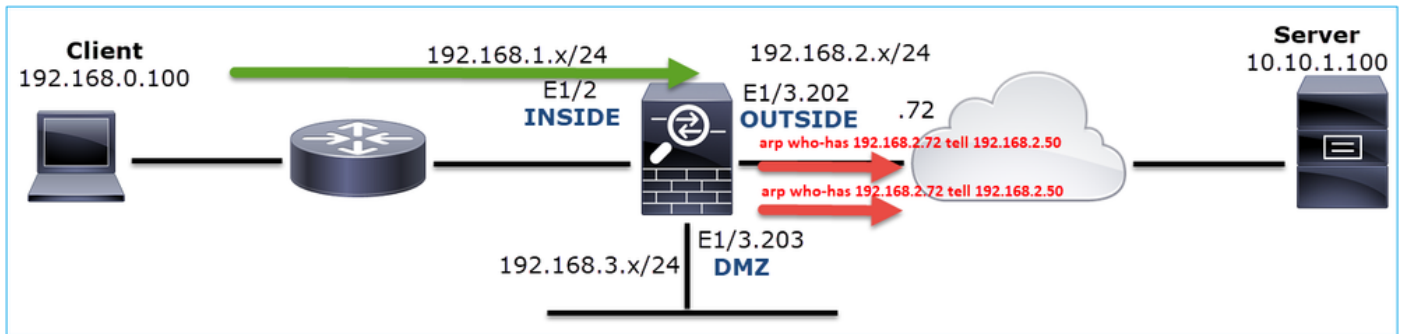 Client
192.168.0.100
192.168.1.x/24
E1/2
INSIDE
192.168.2.x/24
E1/3.202
OUTSIDE
.72
arp who-has 192.168.2.72 tell 192.168.2.50
arp who-has 192.168.2.72 tell 192.168.2.50
Server
10.10.1.100
E1/3.203
192.168.3.x/24
DMZ